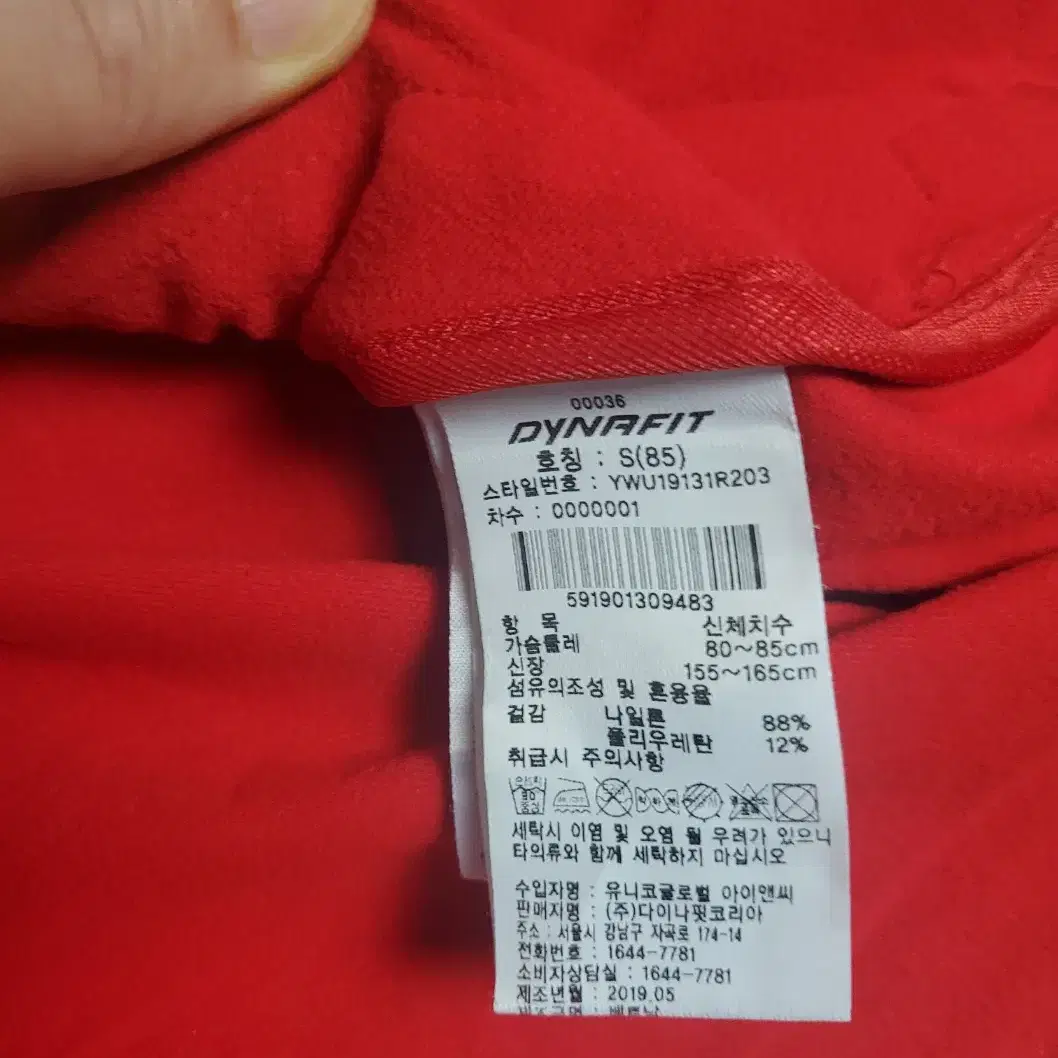 00036
DYNAFIT
호칭 : S(85)
스타일번호 : YWU19131R203
차수 : 0000001
591901309483
항 목 신체치수
가슴둘레 80~85cm
신장 155~165cm
섬유의조성 및 혼용율
겉감 나일론 88%
폴리우레탄 12%
취급시 주의사항
세탁시 이염 및 오염 될 우려가 있으니
타의류와 함께 세탁하지 마십시오
수입자명 : 유니코글로벌 아이앤씨
판매자명 : (주)다이나핏코리아
주소 : 서울시 강남구 자곡로 174-14
전화번호 : 1644-7781
소비자상담실 : 1644-7781
제조년월 : 2019.05
제조국명 : 베트남